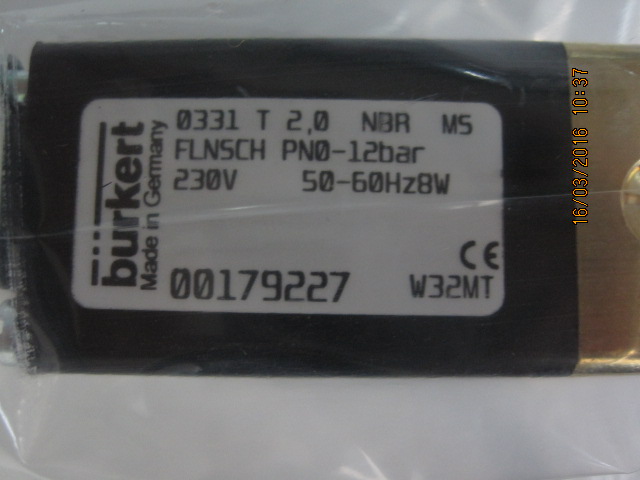 burkert
Made in Germany
0331 T 2,0 NBR MS
FLNSCH PN0-12bar
230V 50-60Hz8W
CE
00179227 W32MT
16/03/2016 10:37